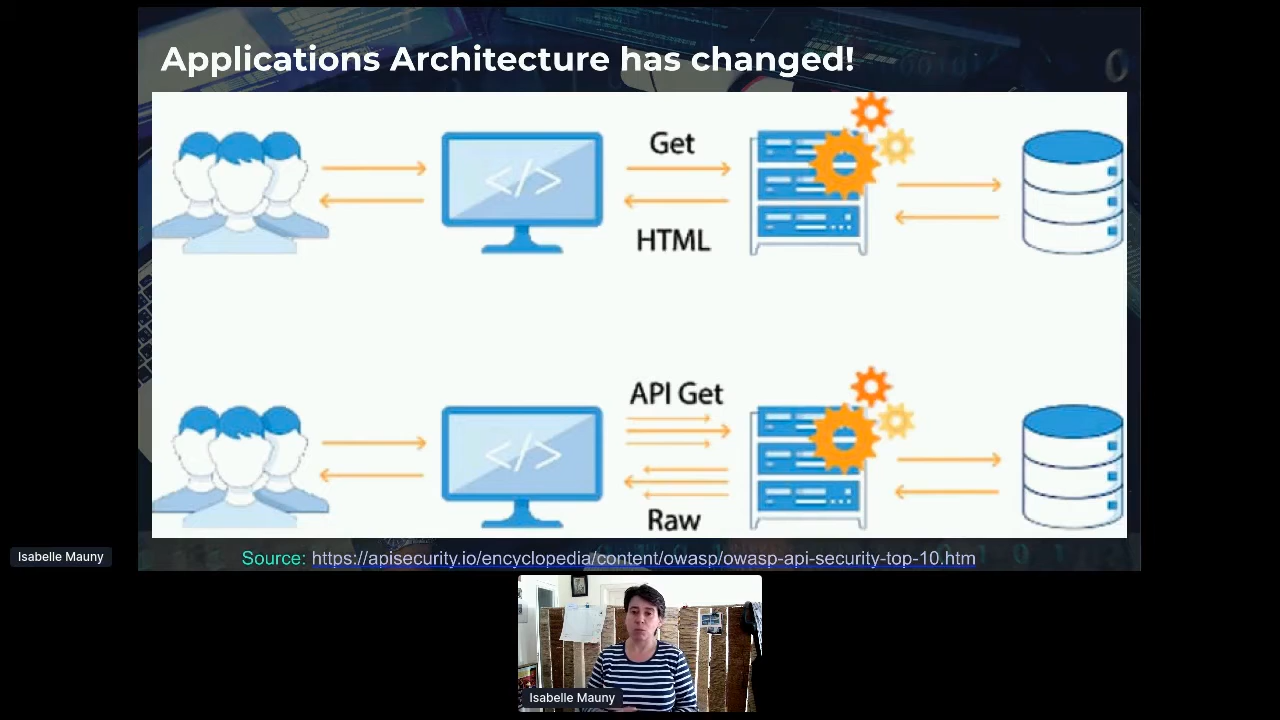 Applications Architecture has changed!
Get
</>
HTML
API Get
</>
Raw
Source: https://apisecurity.io/encyclopedia/content/owasp/owasp-api-security-top-10.htm
Isabelle Mauny
Isabelle Mauny